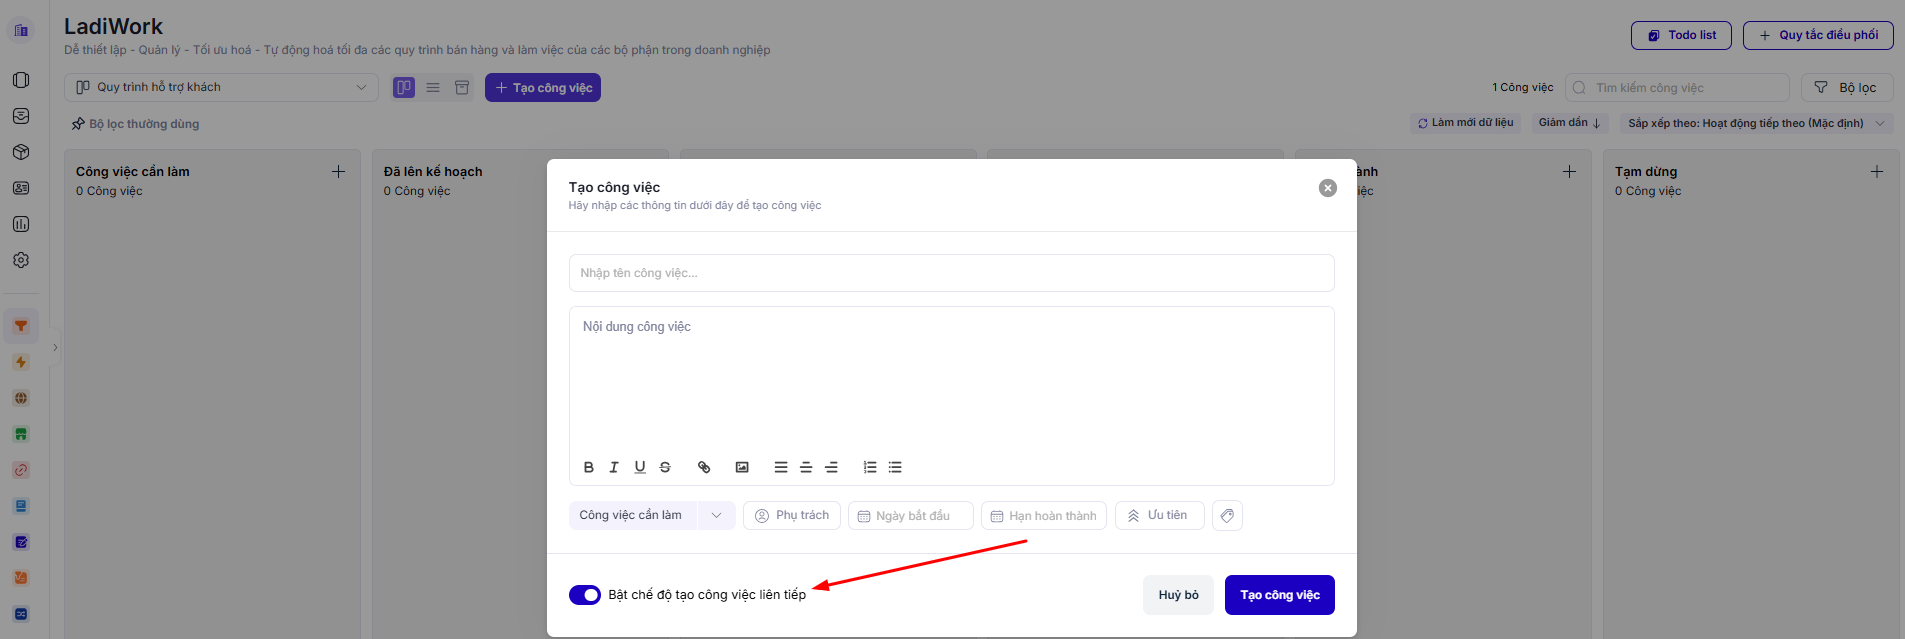 LadiWork
Dễ thiết lập - Quản lý - Tối ưu hoá - Tự động hoá tối đa các quy trình bán hàng và làm việc của các bộ phận trong doanh nghiệp
Todo list
Quy tắc điều phối
Quy trình hỗ trợ khách
Tạo công việc
1 Công việc
Tìm kiếm công việc
Bộ lọc
Bộ lọc thường dùng
Làm mới dữ liệu
Giảm dần ↓
Sắp xếp theo: Hoạt động tiếp theo (Mặc định)
Công việc cần làm
0 Công việc
Đã lên kế hoạch
0 Công việc
ành
iệc
Tạm dừng
0 Công việc
Tạo công việc
Hãy nhập các thông tin dưới đây để tạo công việc
Nhập tên công việc...
Nội dung công việc
Công việc cần làm
Phụ trách
Ngày bắt đầu
Hạn hoàn thành
Ưu tiên
Bật chế độ tạo công việc liên tiếp
Huỷ bỏ
Tạo công việc